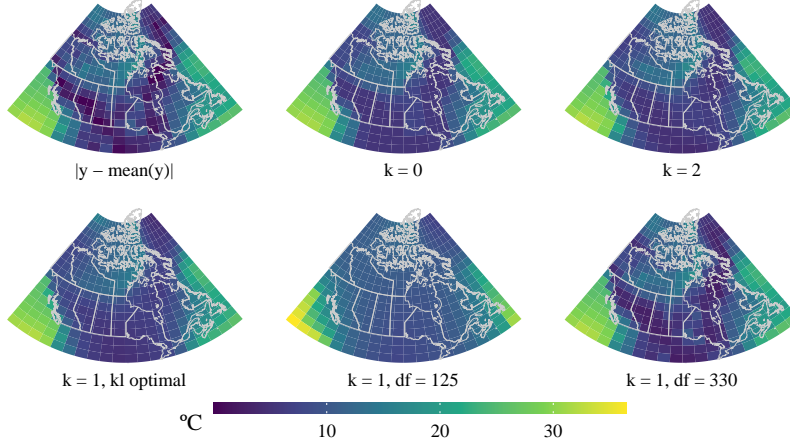 |y − mean(y)|
k = 0
k = 2
k = 1, kl optimal
k = 1, df = 125
k = 1, df = 330
ºC
10
20
30